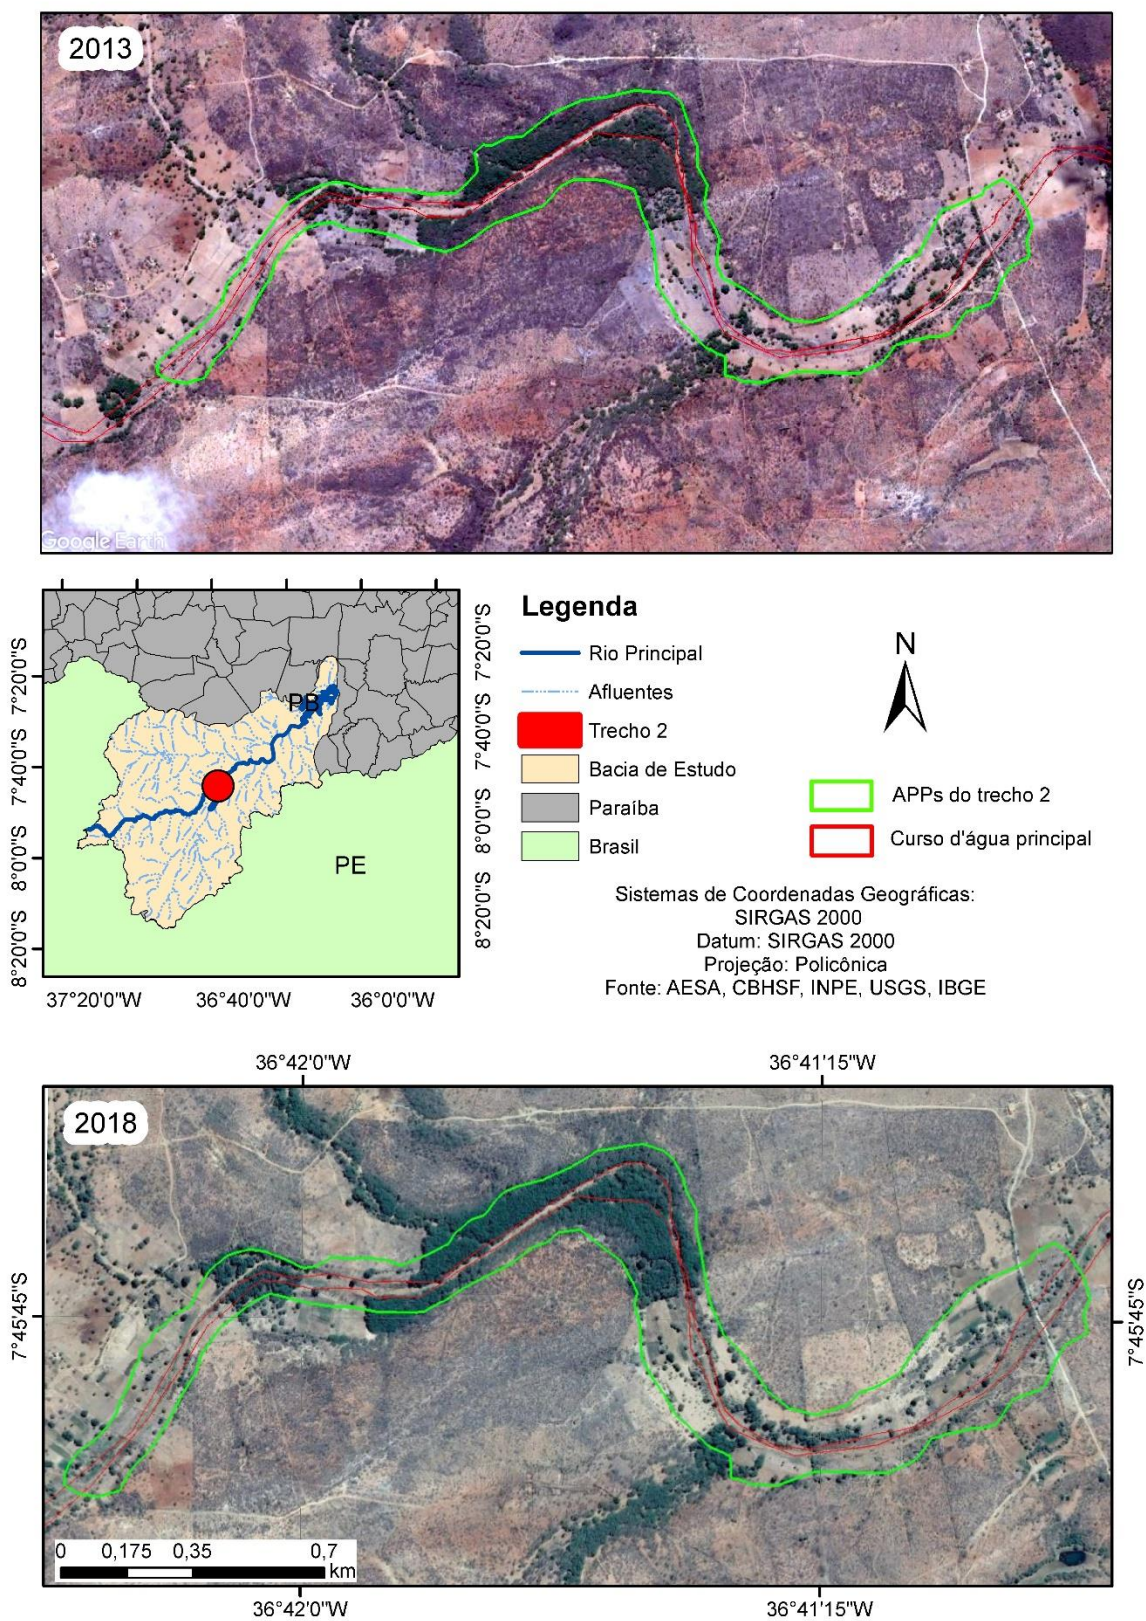 2013
Google Earth
7°20'0"S
7°40'0"S
8°0'0"S
8°20'0"S
PB
PE
7°20'0"S
7°40'0"S
8°0'0"S
8°20'0"S
37°20'0"W
36°40'0"W
36°0'0"W
Legenda
Rio Principal
Afluentes
Trecho 2
Bacia de Estudo
Paraíba
Brasil
N
APPs do trecho 2
Curso d'água principal
Sistemas de Coordenadas Geográficas:
SIRGAS 2000
Datum: SIRGAS 2000
Projeção: Policônica
Fonte: AESA, CBHSF, INPE, USGS, IBGE
36°42'0"W
36°41'15"W
2018
7°45'45"S
7°45'45"S
0 0,175 0,35 0,7
km
36°42'0"W
36°41'15"W